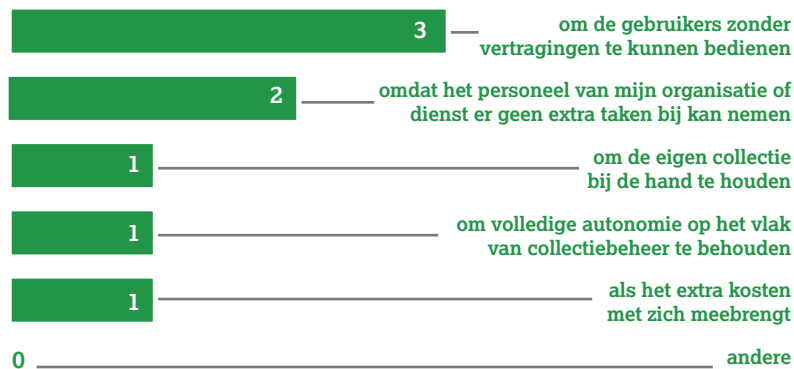 3
om de gebruikers zonder
vertragingen te kunnen bedienen
2
omdat het personeel van mijn organisatie of
dienst er geen extra taken bij kan nemen
1
om de eigen collectie
bij de hand te houden
1
om volledige autonomie op het vlak
van collectiebeheer te behouden
1
als het extra kosten
met zich meebrengt
0
andere